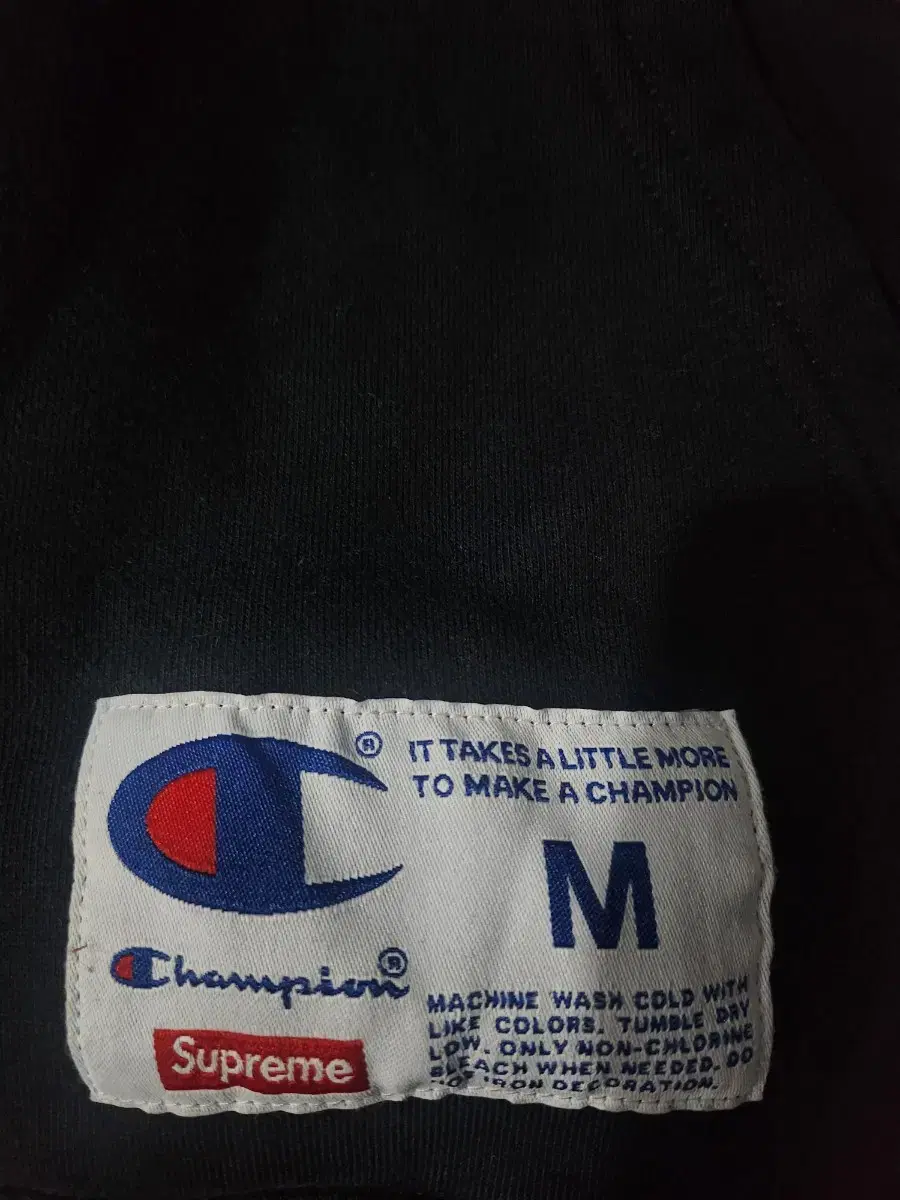 IT TAKES A LITTLE MORE
TO MAKE A CHAMPION
M
Champion
Supreme
MACHINE WASH COLD WITH
LIKE COLORS. TUMBLE DRY
LOW. ONLY NON-CHLORINE
BLEACH WHEN NEEDED. DO
NOT IRON DECORATION.